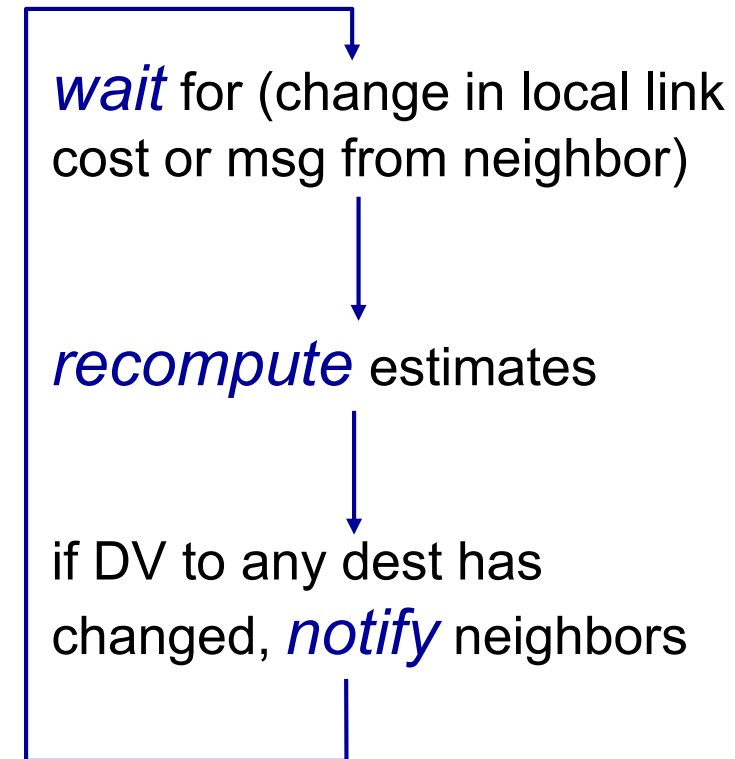 wait for (change in local link
cost or msg from neighbor)
recompute estimates
if DV to any dest has
changed, notify neighbors